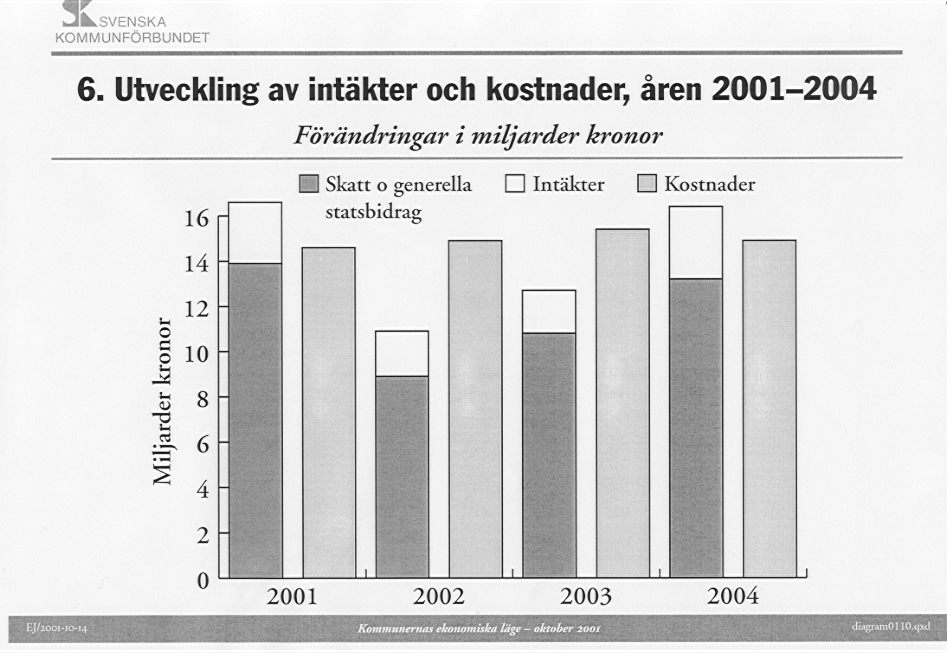 SK SVENSKA
KOMMUNFÖRBUNDET
6. Utveckling av intäkter och kostnader, åren 2001–2004
Förändringar i miljarder kronor
Skatt o generella statsbidrag
Intäkter
Kostnader
Miljarder kronor
16
14
12
10
8
6
4
2
0
2001
2002
2003
2004
EJ/2001-10-14
Kommunernas ekonomiska läge – oktober 2001
diagram0110.qxd